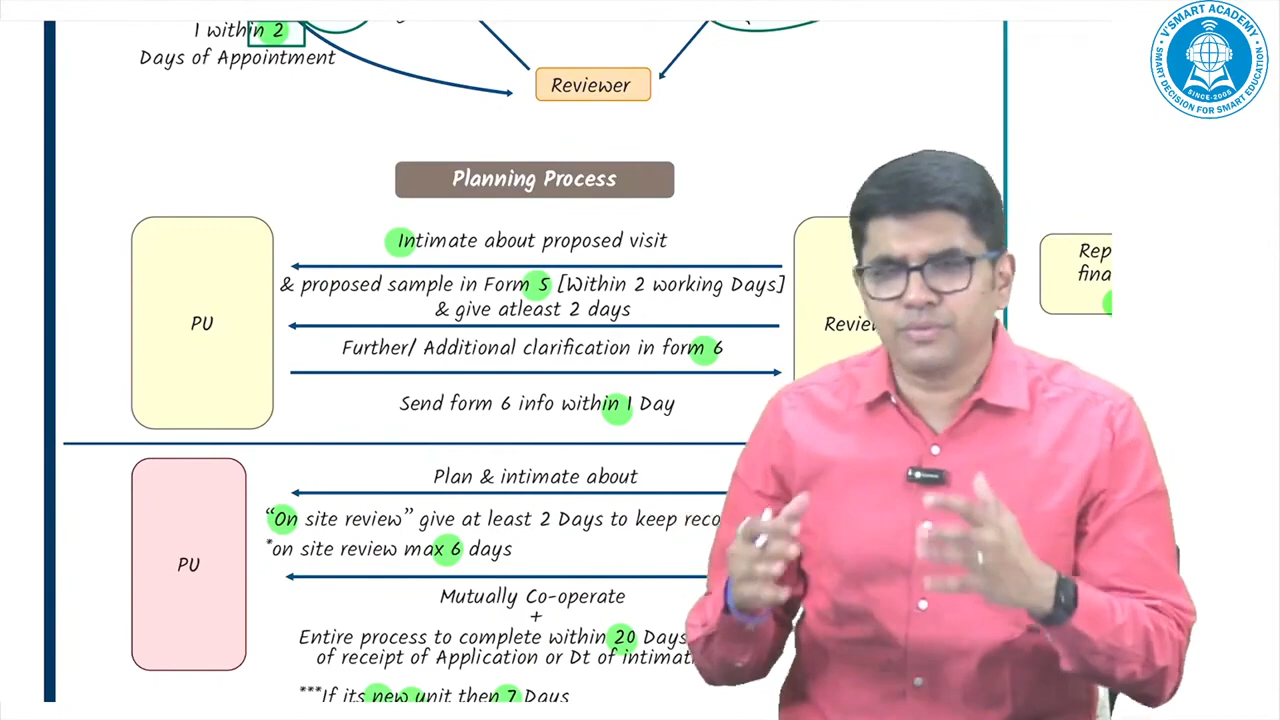 1 within 2
Days of Appointment
Reviewer
V'SMART ACADEMY
SINCE-2005
SMART DECISION FOR SMART EDUCATION
Planning Process
Intimate about proposed visit
& proposed sample in Form 5 [Within 2 working Days]
& give atleast 2 days
PU
Further/ Additional clarification in form 6
Send form 6 info within 1 Day
Plan & intimate about
"On site review" give at least 2 Days to keep
*on site review max 6 days
PU
Mutually Co-operate
+
Entire process to complete within 20 Days
of receipt of Application or Dt of
***If its new unit then 7 Days